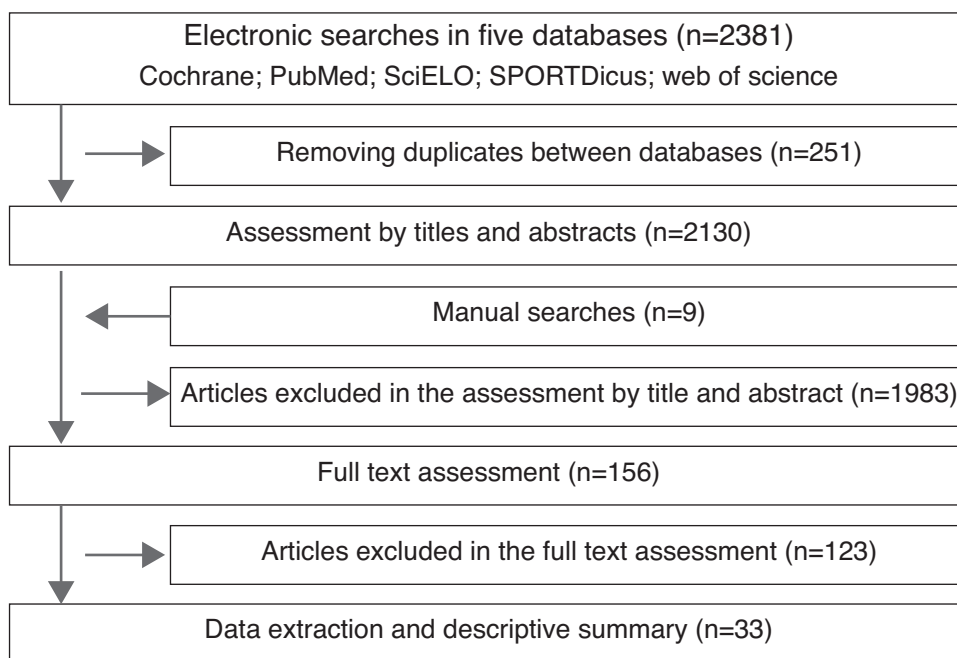 Electronic searches in five databases (n=2381)
Cochrane; PubMed; SciELO; SPORTDicus; web of science
Removing duplicates between databases (n=251)
Assessment by titles and abstracts (n=2130)
Manual searches (n=9)
Articles excluded in the assessment by title and abstract (n=1983)
Full text assessment (n=156)
Articles excluded in the full text assessment (n=123)
Data extraction and descriptive summary (n=33)